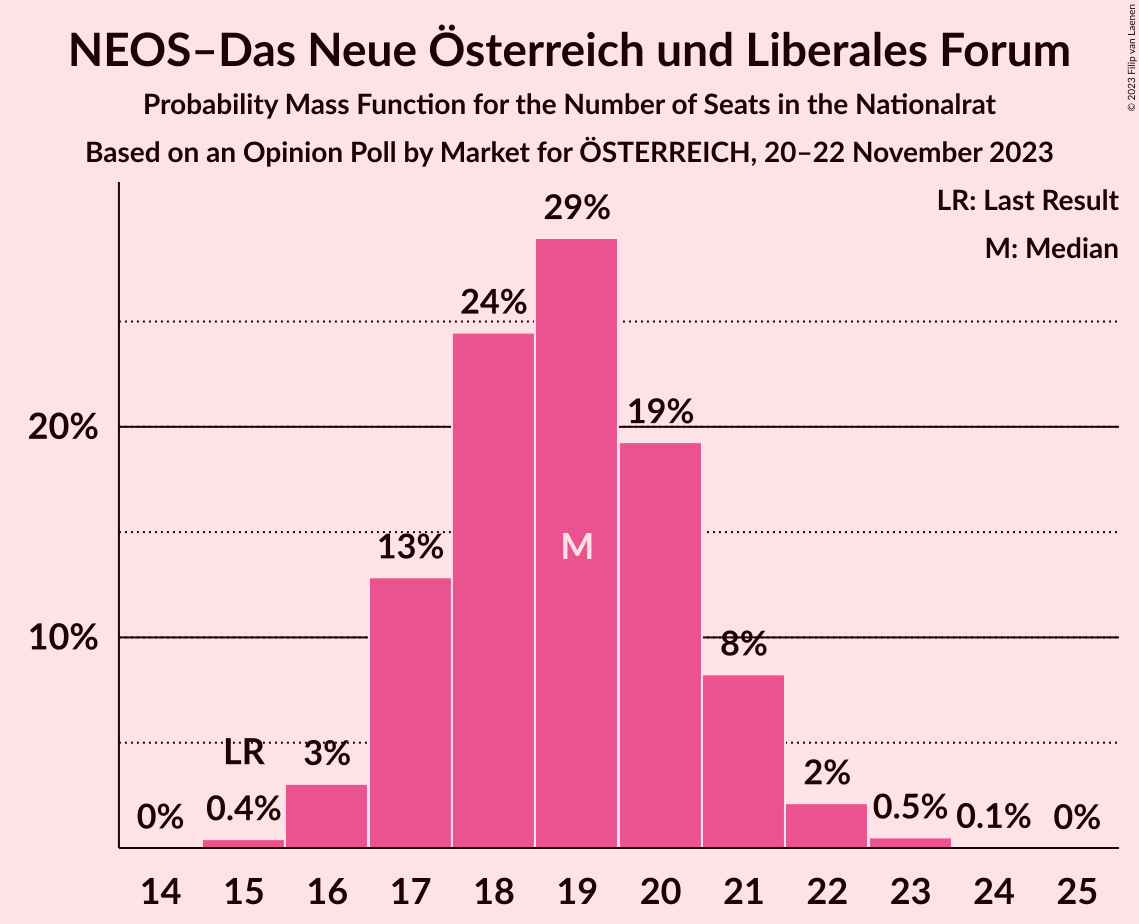 NEOS–Das Neue Österreich und Liberales Forum
Probability Mass Function for the Number of Seats in the Nationalrat
Based on an Opinion Poll by Market for ÖSTERREICH, 20–22 November 2023
© 2023 Filip van Laenen
LR: Last Result
M: Median
29%
24%
19%
20%
13%
M
10%
8%
LR
3%
2%
0%
0.4%
0.5%
0.1%
0%
14 15 16 17 18 19 20 21 22 23 24 25